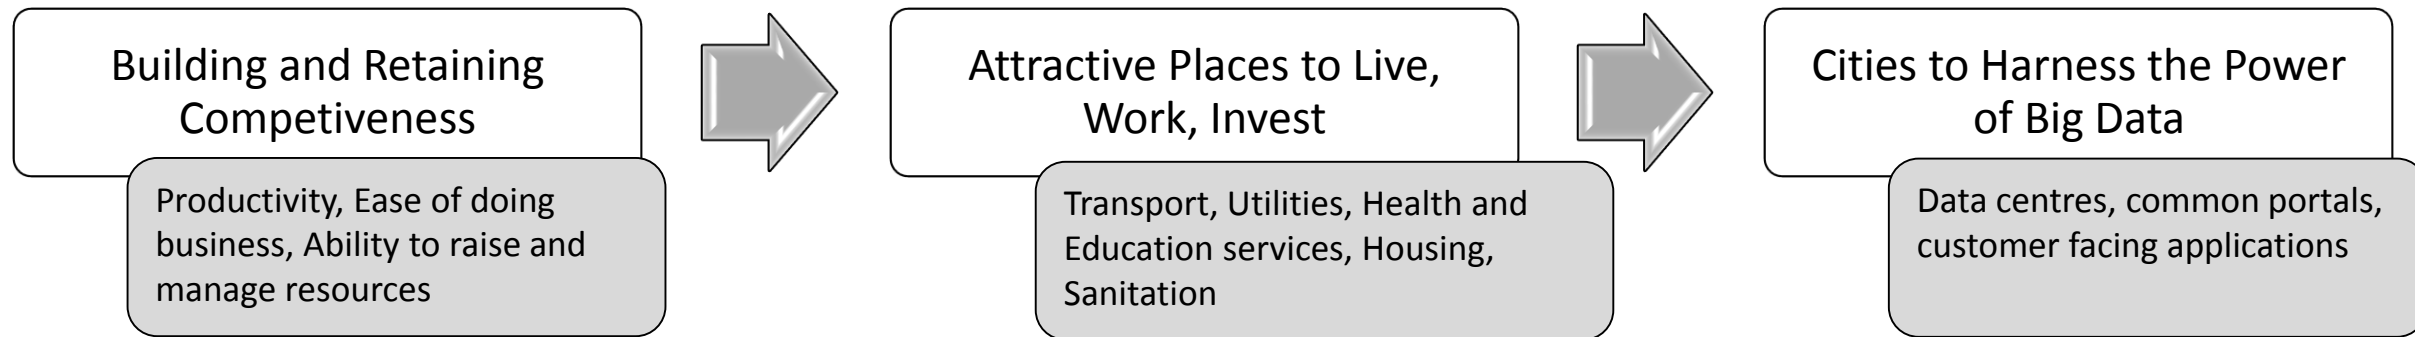 Building and Retaining
Competiveness
Productivity, Ease of doing
business, Ability to raise and
manage resources
Attractive Places to Live,
Work, Invest
Transport, Utilities, Health and
Education services, Housing,
Sanitation
Cities to Harness the Power
of Big Data
Data centres, common portals,
customer facing applications